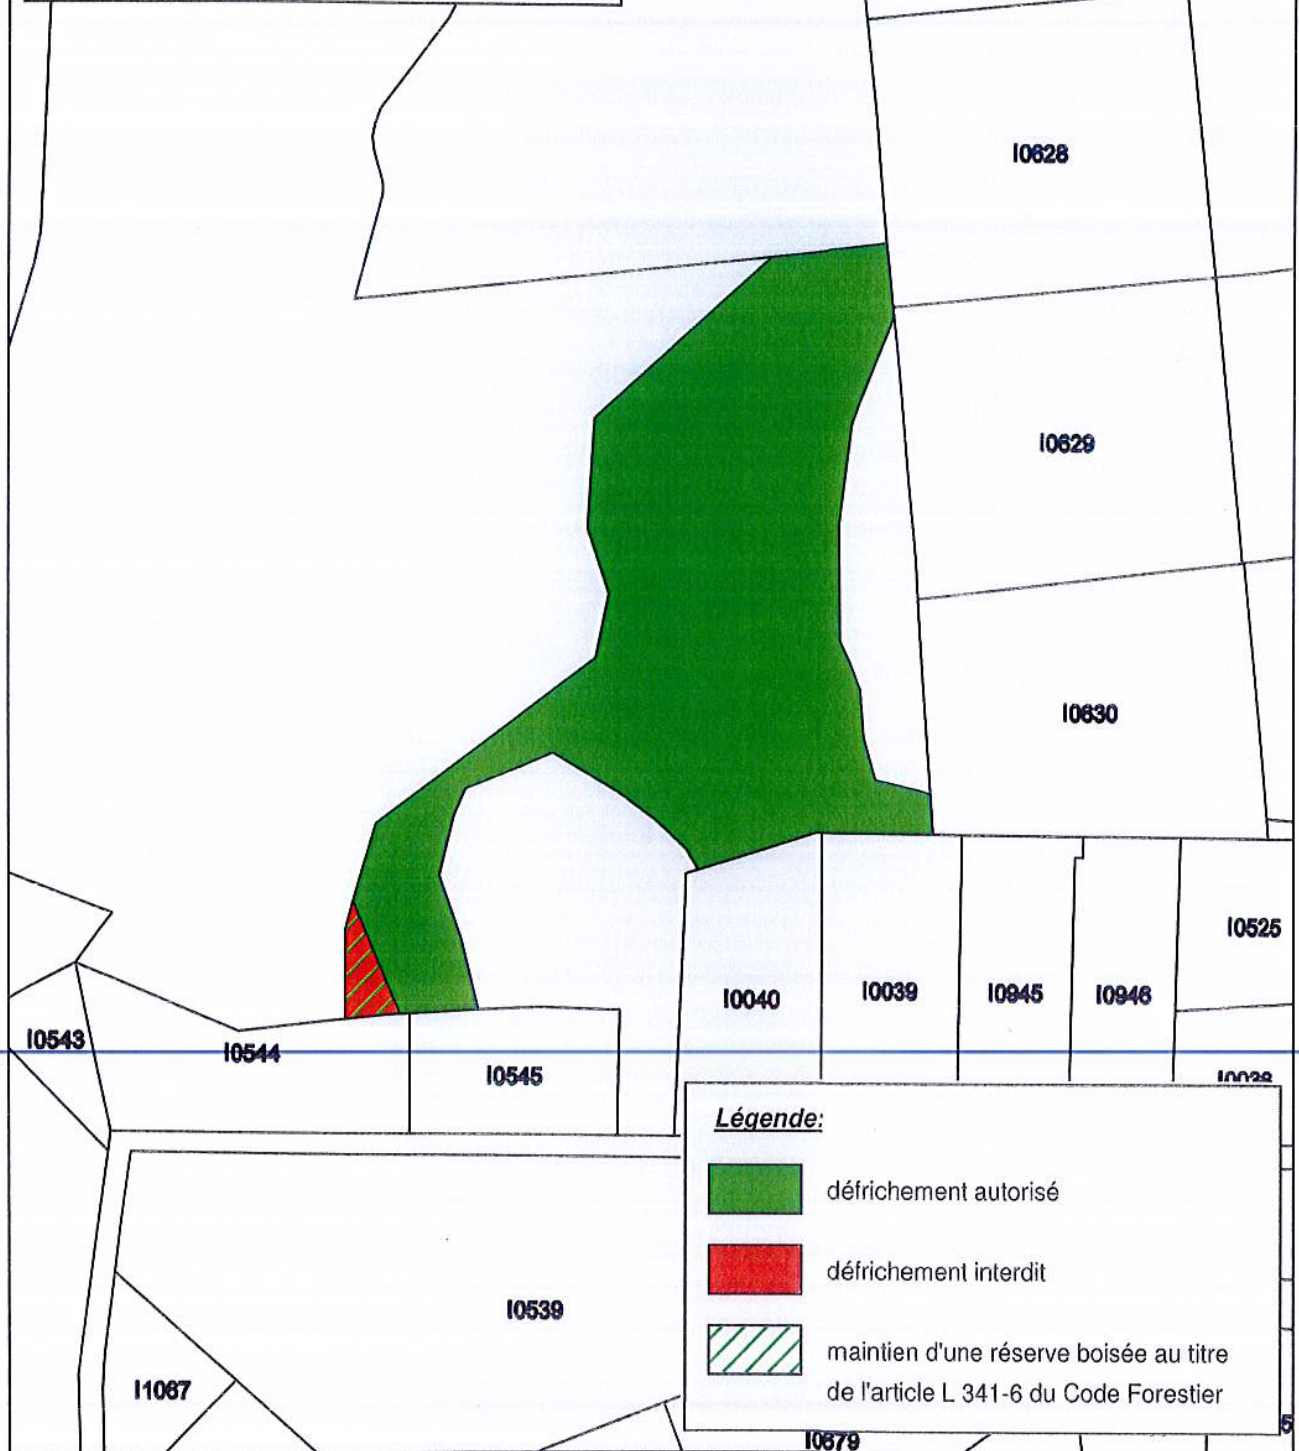 I0628
I0629
I0630
I0525
I0040
I0039
I0945
I0946
I0543
I0544
I0545
I0038
Légende:
défrichement autorisé
défrichement interdit
I0539
maintien d'une réserve boisée au titre
de l'article L 341-6 du Code Forestier
I1067
I0679